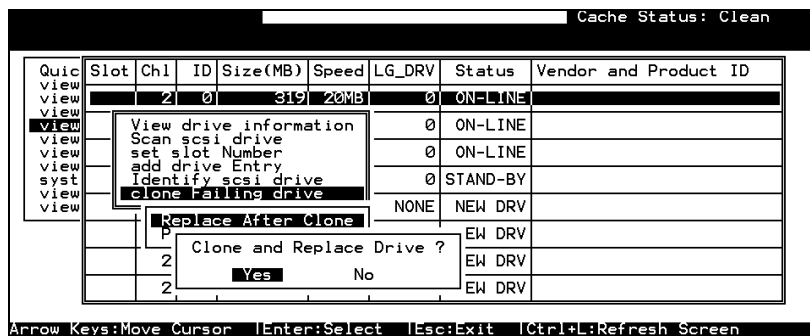 Cache Status: Clean
Quic Slot Chl ID Size(MB) Speed LG_DRV Status Vendor and Product ID
view
view 2 0 319 20MB 0 ON-LINE
view
view View drive information 0 ON-LINE
view Scan scsi drive
view set slot Number 0 ON-LINE
view add drive Entry
syst Identify scsi drive 0 STAND-BY
view clone Failing drive
view NONE NEW DRV
Replace After Clone
P EW DRV
Clone and Replace Drive ?
2 EW DRV
Yes No
2 EW DRV
Arrow Keys:Move Cursor |Enter:Select |Esc:Exit |Ctrl+L:Refresh Screen